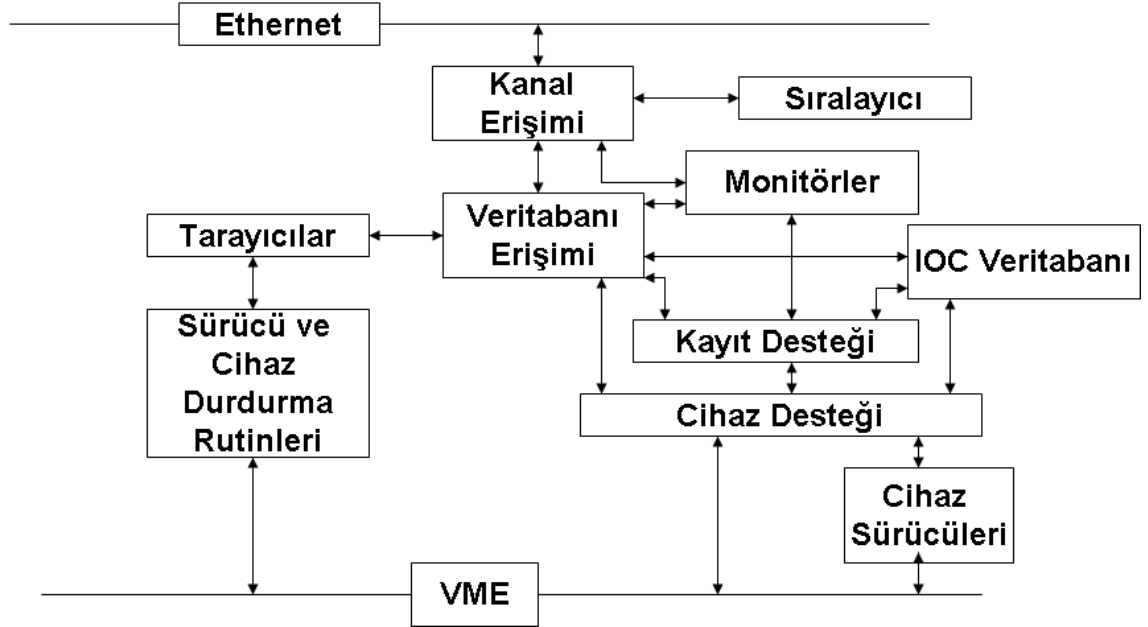 Ethernet
Kanal
Erişimi
Sıralayıcı
Monitörler
Veritabanı
Erişimi
Tarayıcılar
IOC Veritabanı
Sürücü ve
Cihaz
Durdurma
Rutinleri
Kayıt Desteği
Cihaz Desteği
Cihaz
Sürücüleri
VME